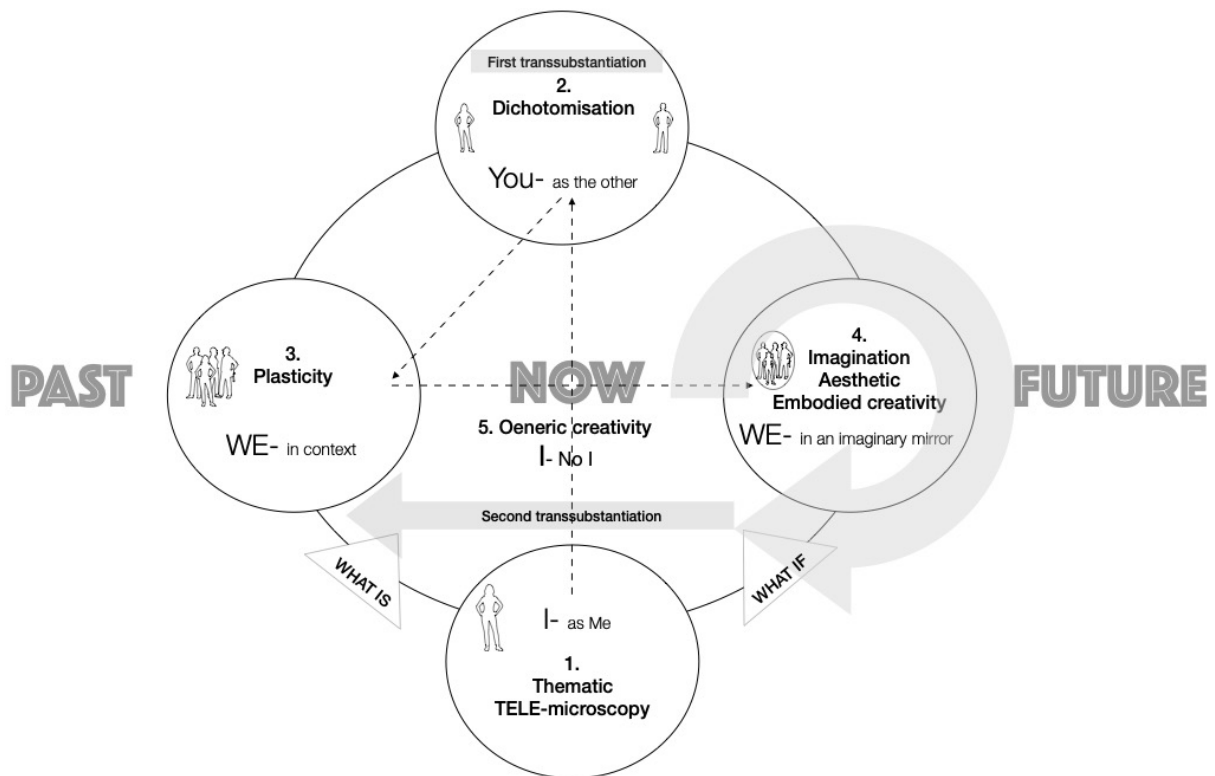 First transsubstantiation
2.
Dichotomisation
You- as the other
3.
Plasticity
WE- in context
4.
Imagination
Aesthetic
Embodied creativity
WE- in an imaginary mirror
PAST
NOW
FUTURE
5. Oeneric creativity
I- No I
Second transsubstantiation
WHAT IS
WHAT IF
I- as Me
1.
Thematic
TELE-microscopy